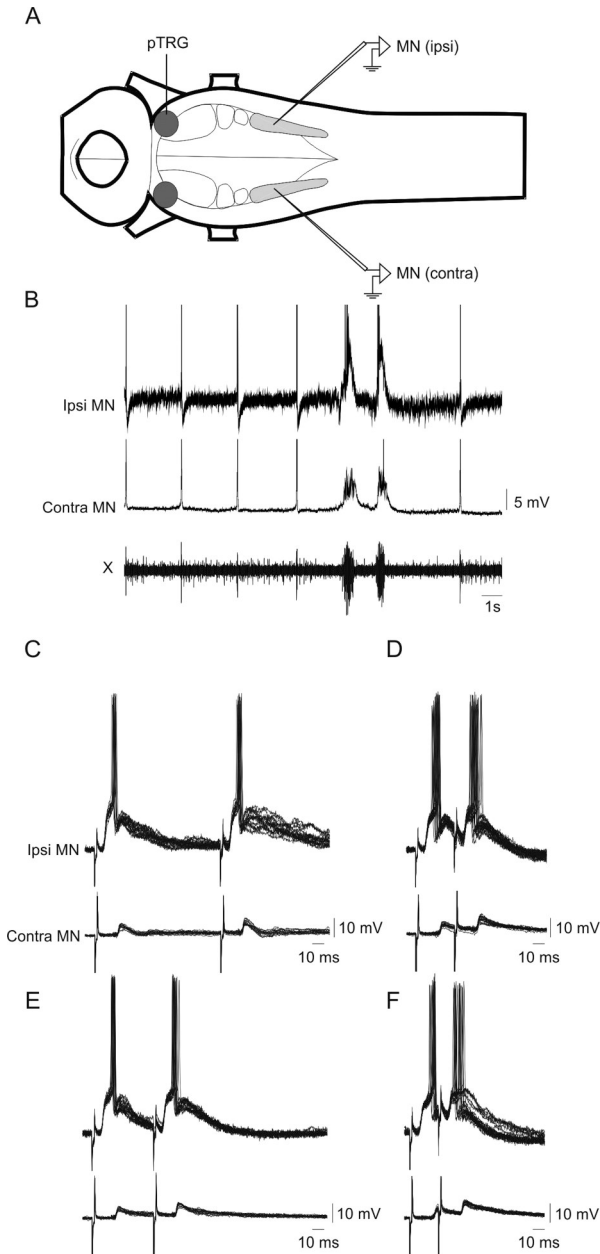 A
pTRG
MN (ipsi)
MN (contra)
B
Ipsi MN
Contra MN
5 mV
X
1s
C
D
Ipsi MN
Contra MN
10 mV
10 mV
10 ms
10 ms
E
F
10 mV
10 mV
10 ms
10 ms